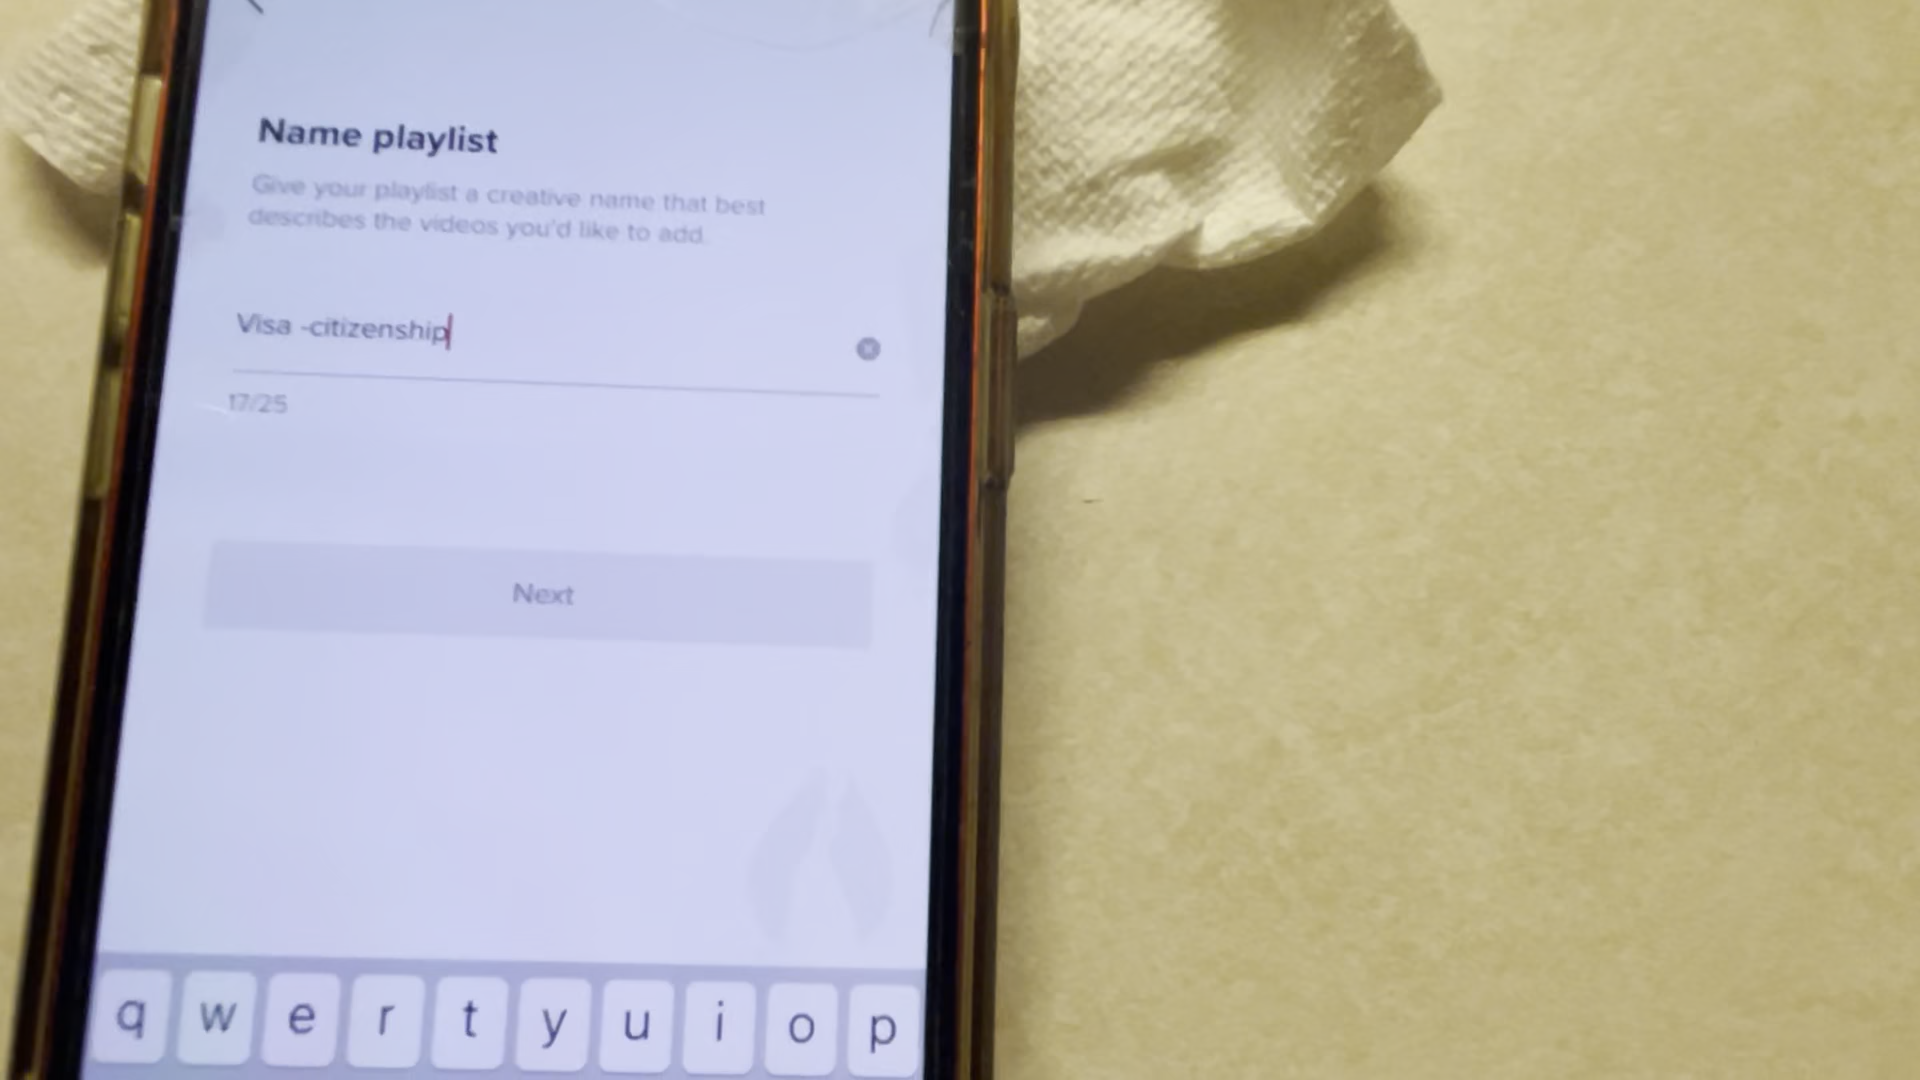 Name playlist
Give your playlist a creative name that best
describes the videos you'd like to add.
Visa -citizenship
17/25
Next
q w e r t y u i o p